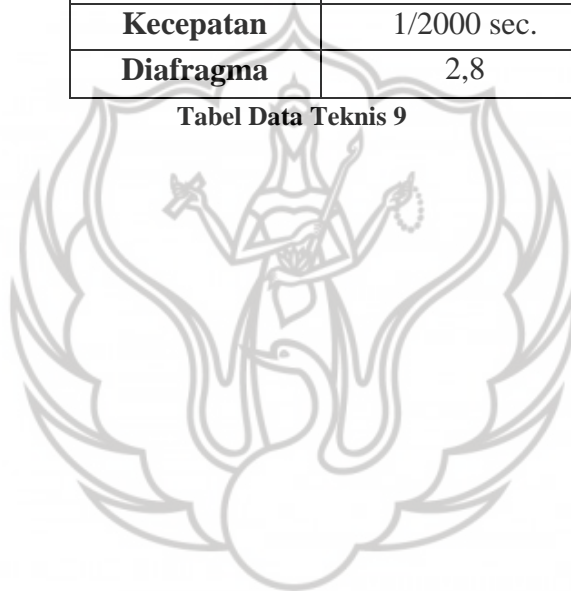 Kecepatan 1/2000 sec.
Diafragma 2,8
Tabel Data Teknis 9